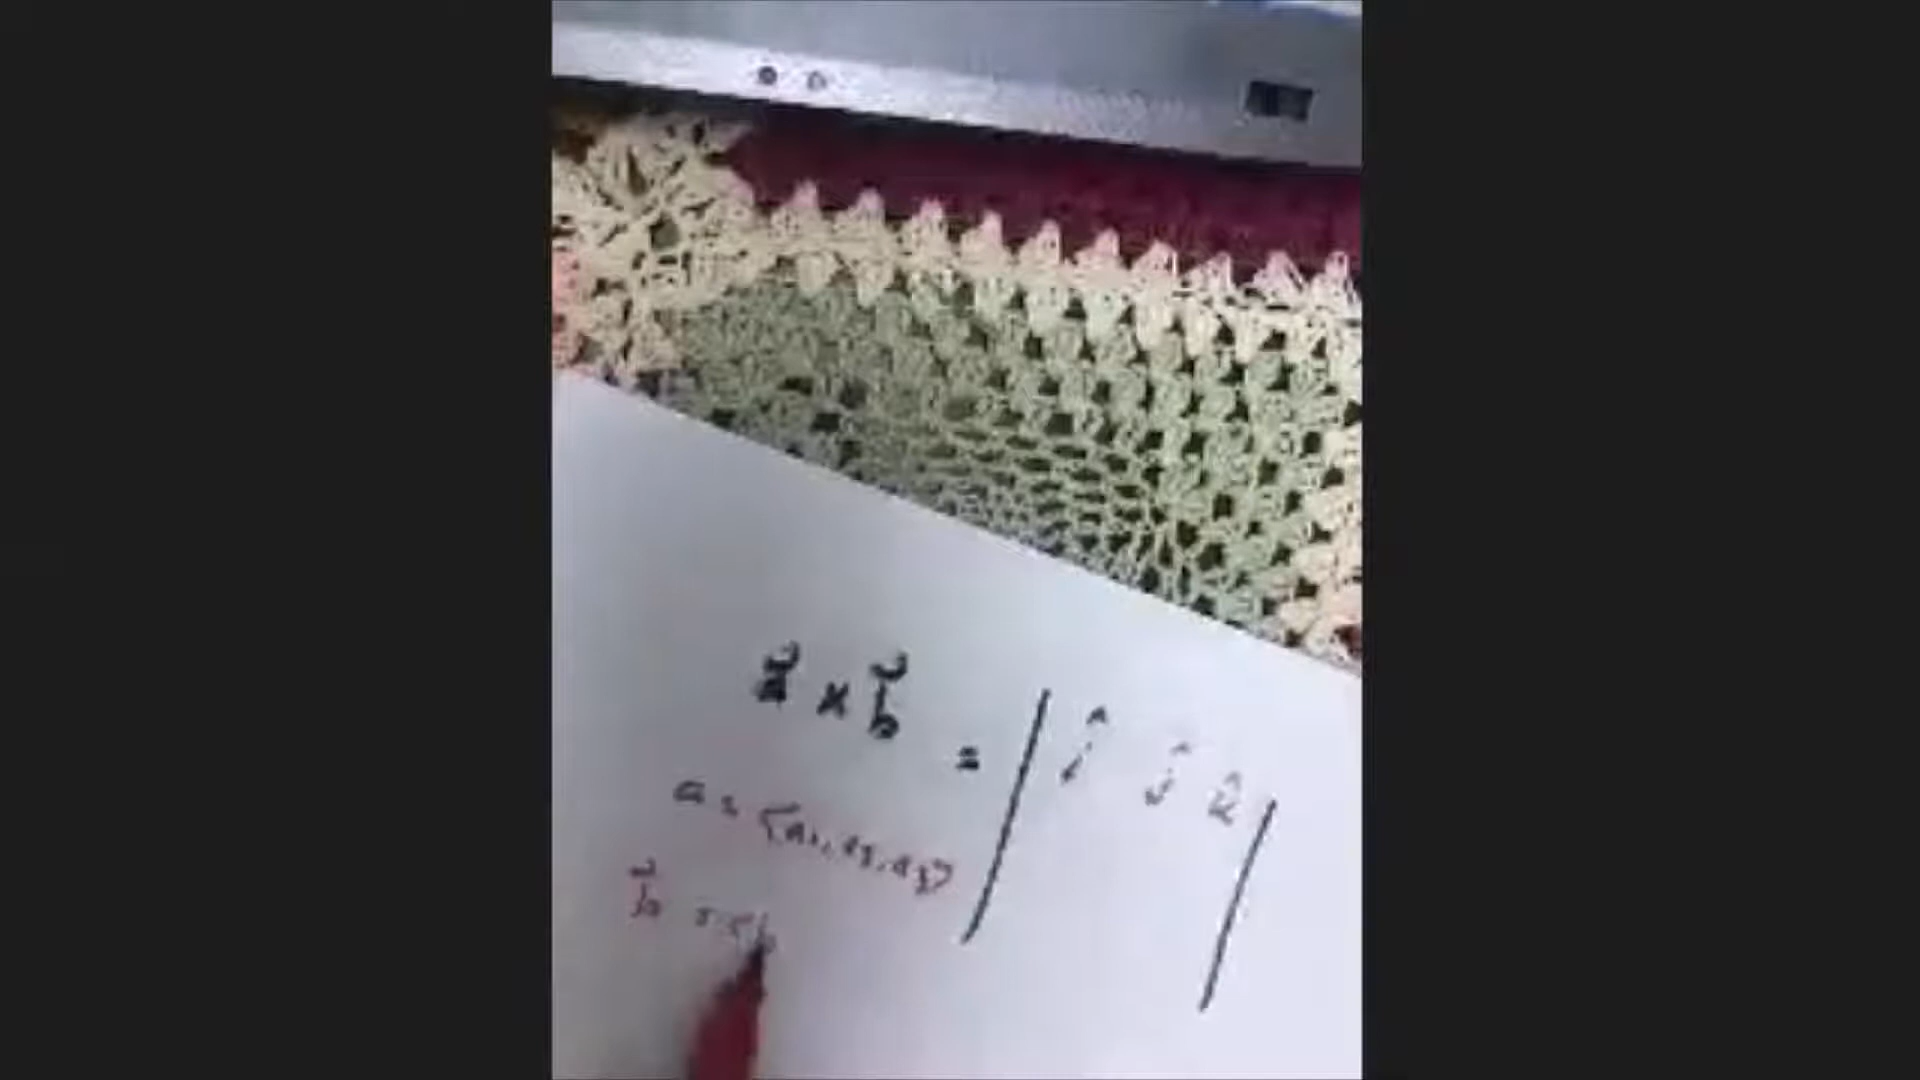 a⃗ × b⃗ = | î ĵ k̂ |
a = <a1, a2, a3>
b⃗ = <b